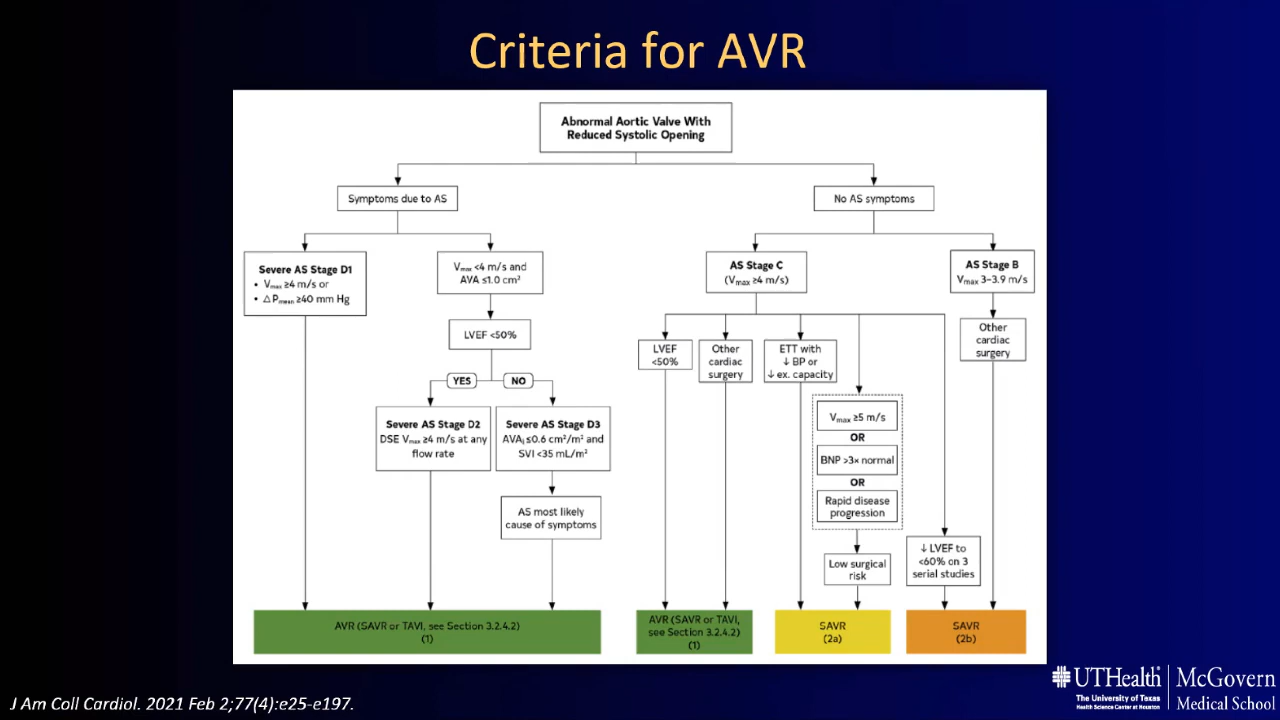 Criteria for AVR
Abnormal Aortic Valve With
Reduced Systolic Opening
Symptoms due to AS
No AS symptoms
Severe AS Stage D1
• Vmax ≥4 m/s or
• ΔPmean ≥40 mm Hg
Vmax <4 m/s and
AVA ≤1.0 cm²
AS Stage C
(Vmax ≥4 m/s)
AS Stage B
Vmax 3–3.9 m/s
LVEF <50%
YES
NO
Severe AS Stage D2
DSE Vmax ≥4 m/s at any
flow rate
Severe AS Stage D3
AVAi ≤0.6 cm²/m² and
SVI <35 mL/m²
AS most likely
cause of symptoms
LVEF
<50%
Other
cardiac
surgery
ETT with
↓ BP or
↓ ex. capacity
Vmax ≥5 m/s
OR
BNP >3× normal
OR
Rapid disease
progression
Low surgical
risk
↓ LVEF to
<60% on 3
serial studies
Other
cardiac
surgery
AVR (SAVR or TAVI, see Section 3.2.4.2)
(1)
AVR (SAVR or TAVI,
see Section 3.2.4.2)
(1)
SAVR
(2a)
SAVR
(2b)
J Am Coll Cardiol. 2021 Feb 2;77(4):e25-e197.
UTHealth
The University of Texas
Health Science Center at Houston
McGovern
Medical School